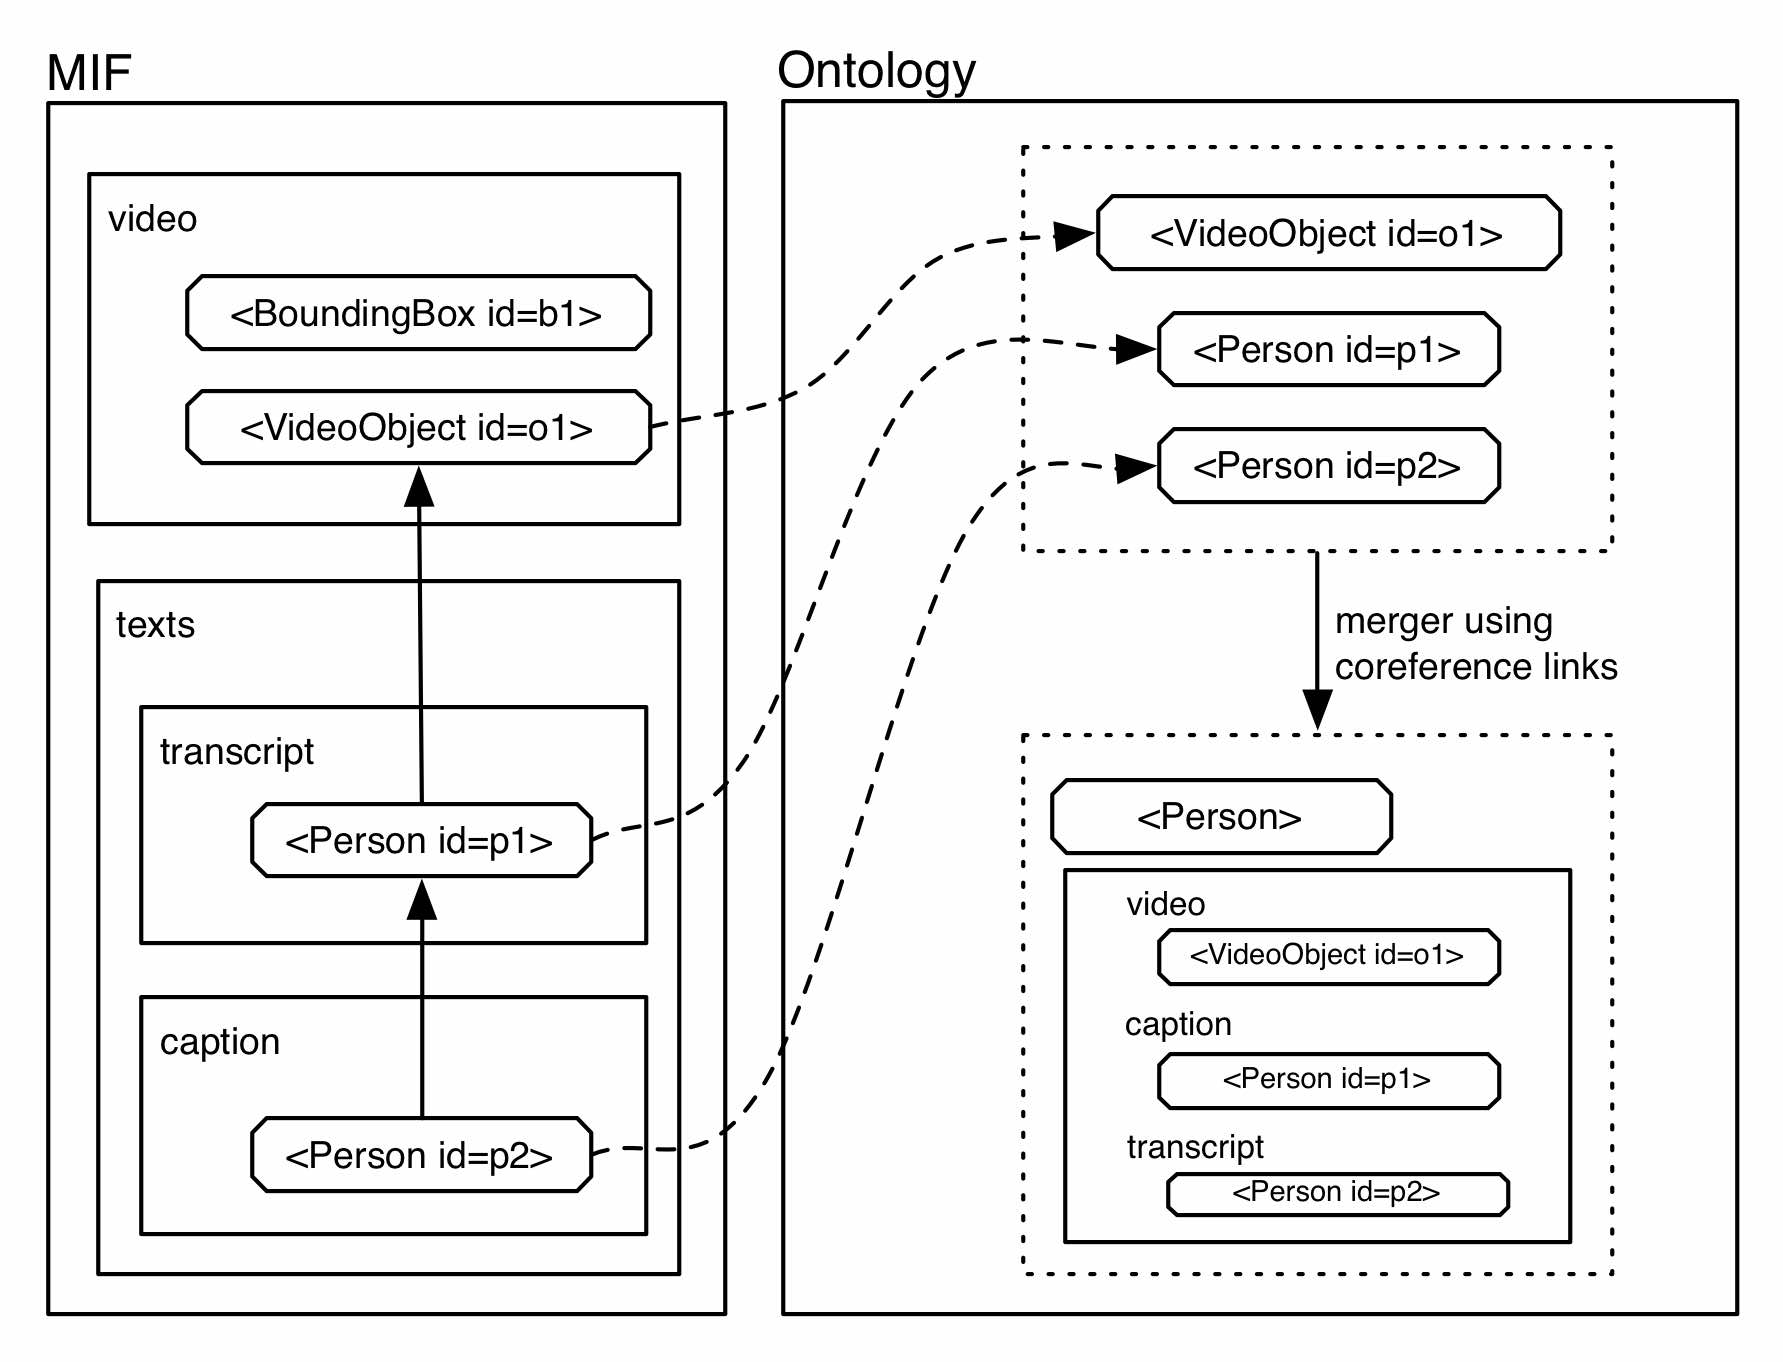 MIF
video
<BoundingBox id=b1>
<VideoObject id=o1>
texts
transcript
<Person id=p1>
caption
<Person id=p2>
Ontology
<VideoObject id=o1>
<Person id=p1>
<Person id=p2>
merger using
coreference links
<Person>
video
<VideoObject id=o1>
caption
<Person id=p1>
transcript
<Person id=p2>